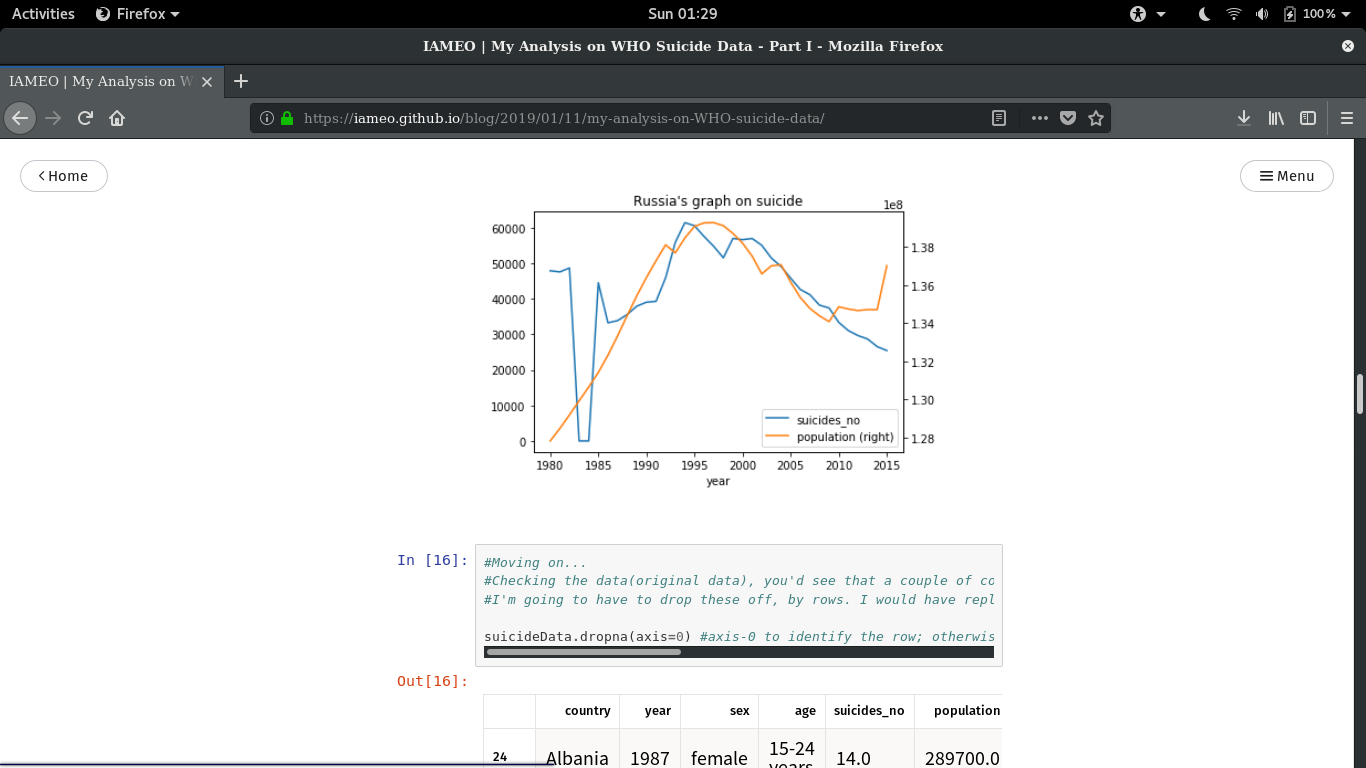 Activities Firefox Sun 01:29 100%
IAMEO | My Analysis on WHO Suicide Data - Part I - Mozilla Firefox
IAMEO | My Analysis on W
https://iameo.github.io/blog/2019/01/11/my-analysis-on-WHO-suicide-data/
Home Menu
Russia's graph on suicide 1e8
60000
50000
40000
30000
20000
10000
0
1.38
1.36
1.34
1.32
1.30
1.28
suicides_no
population (right)
1980 1985 1990 1995 2000 2005 2010 2015
year
In [16]:
#Moving on...
#Checking the data(original data), you'd see that a couple of co
#I'm going to have to drop these off, by rows. I would have repl
suicideData.dropna(axis=0) #axis-0 to identify the row; otherwis
Out[16]:
country year sex age suicides_no population
24 Albania 1987 female 15-24 years 14.0 289700.0